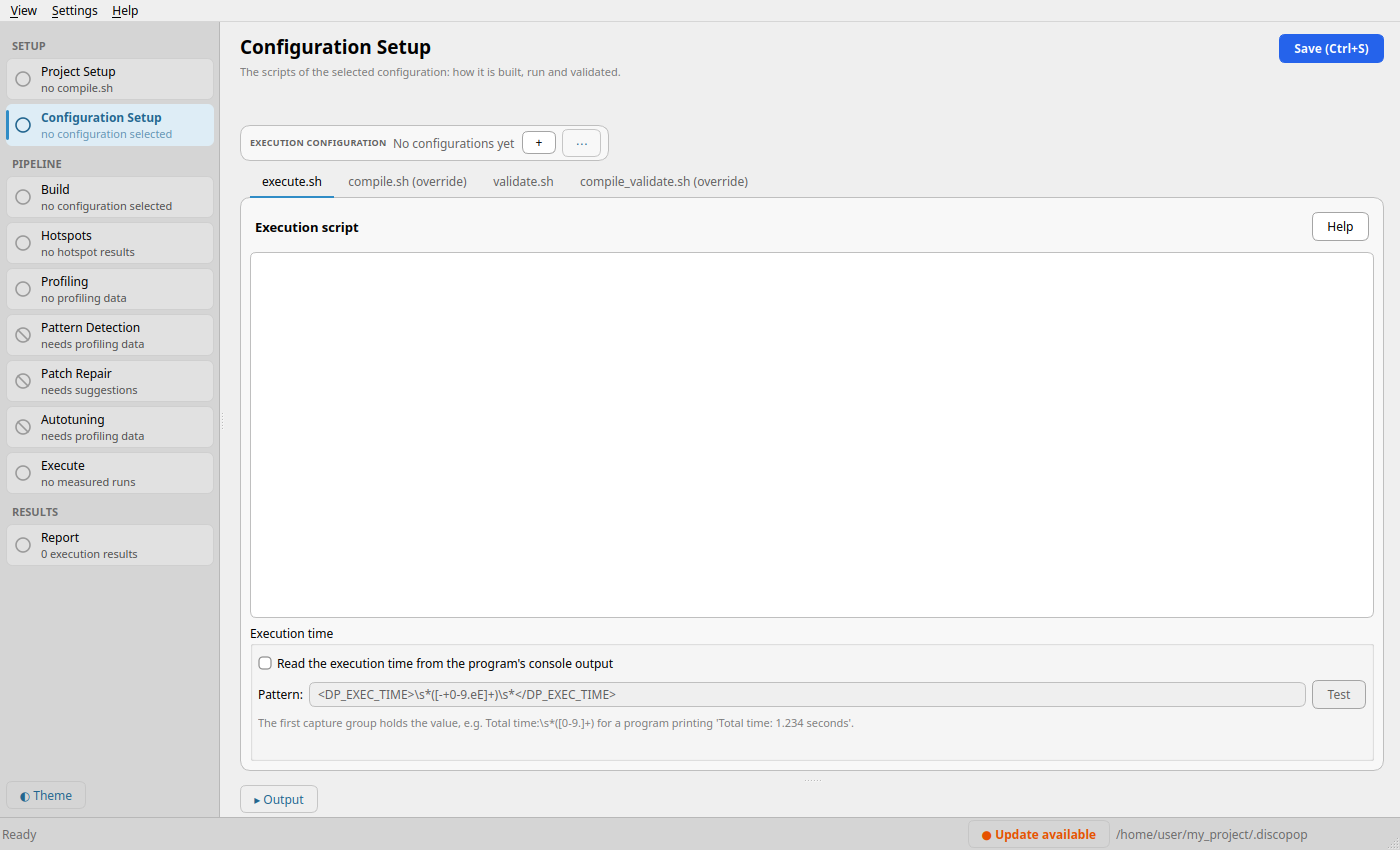 View Settings Help
SETUP
Project Setup
no compile.sh
Configuration Setup
no configuration selected
PIPELINE
Build
no configuration selected
Hotspots
no hotspot results
Profiling
no profiling data
Pattern Detection
needs profiling data
Patch Repair
needs suggestions
Autotuning
needs profiling data
Execute
no measured runs
RESULTS
Report
0 execution results
◐ Theme
Configuration Setup
Save (Ctrl+S)
The scripts of the selected configuration: how it is built, run and validated.
EXECUTION CONFIGURATION No configurations yet + ...
execute.sh compile.sh (override) validate.sh compile_validate.sh (override)
Execution script
Help
Execution time
Read the execution time from the program's console output
Pattern: <DP_EXEC_TIME>\s*([-+0-9.eE]+)\s*</DP_EXEC_TIME> Test
The first capture group holds the value, e.g. Total time:\s*([0-9.]+) for a program printing 'Total time: 1.234 seconds'.
▸ Output
Ready
● Update available /home/user/my_project/.discopop